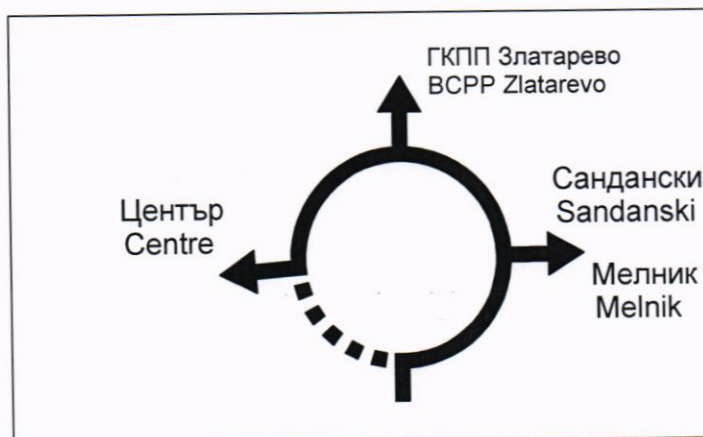 ГКПП Златарево
BCPP Zlatarevo
Сандански
Sandanski
Център
Centre
Мелник
Melnik